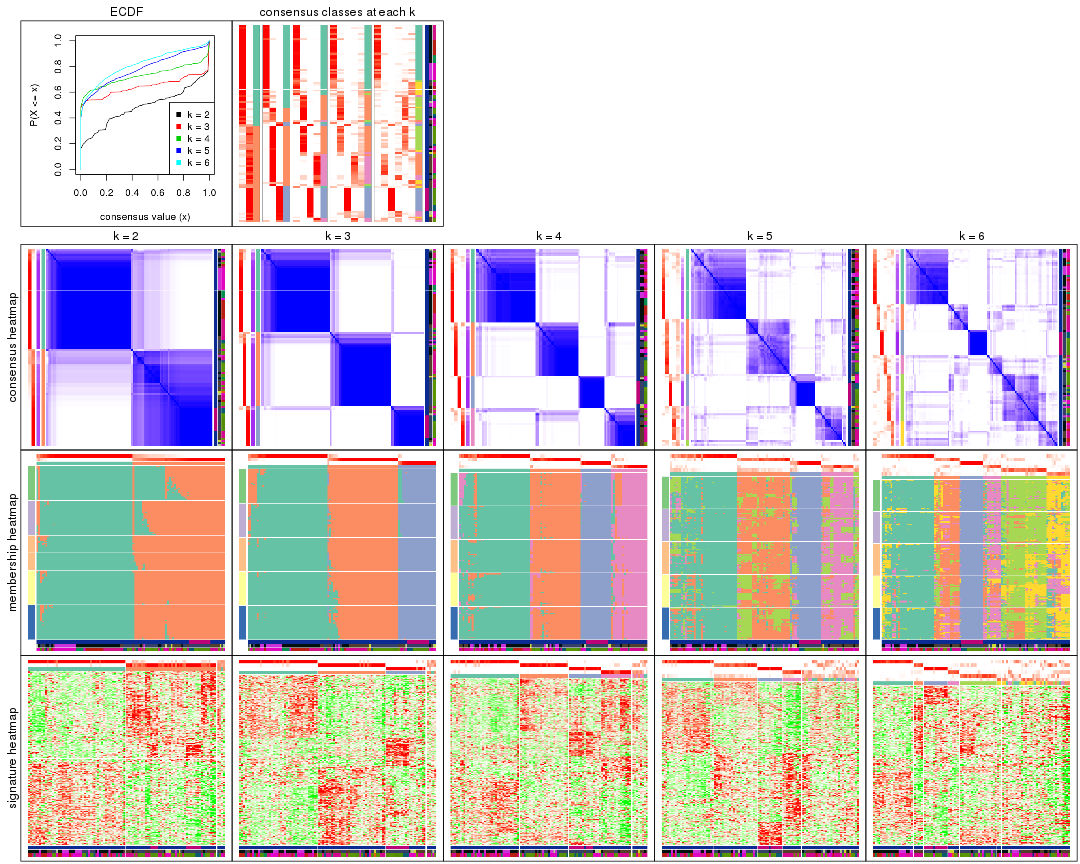 ECDF
consensus classes at each k
P(X <= x)
0.0 0.2 0.4 0.6 0.8 1.0
k = 2
k = 3
k = 4
k = 5
k = 6
0.0 0.2 0.4 0.6 0.8 1.0
consensus value (x)
k = 2 k = 3 k = 4 k = 5 k = 6
consensus heatmap
membership heatmap
signature heatmap